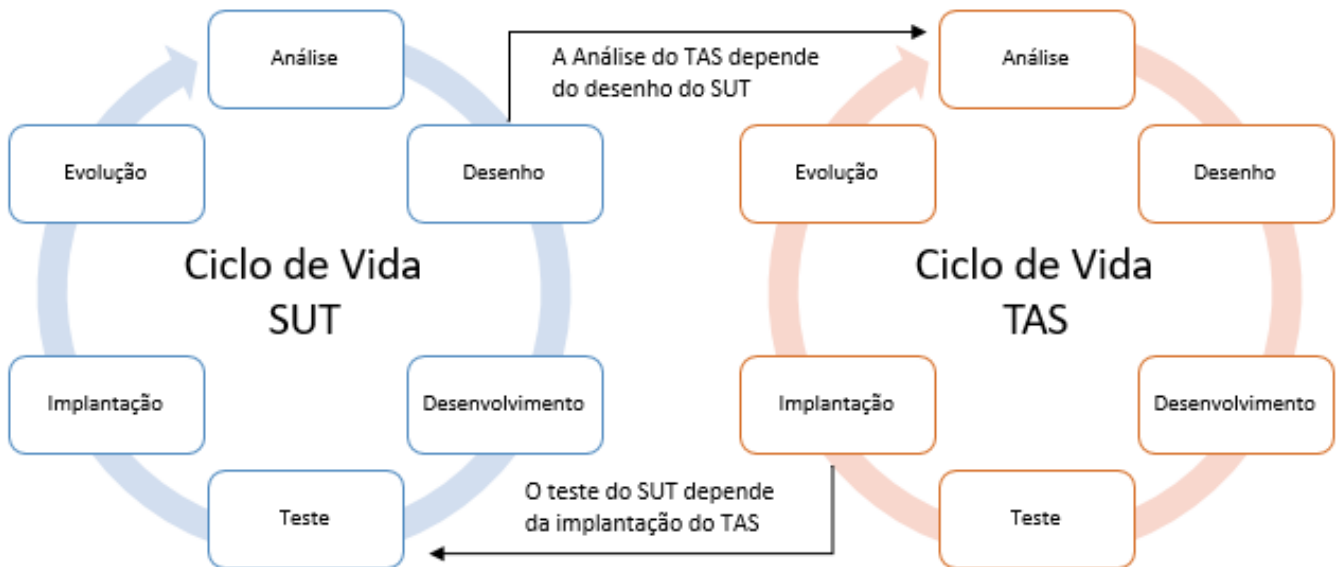 Análise
A Análise do TAS depende
do desenho do SUT
Análise
Evolução
Desenho
Evolução
Desenho
Ciclo de Vida
SUT
Ciclo de Vida
TAS
Implantação
Desenvolvimento
Implantação
Desenvolvimento
O teste do SUT depende
da implantação do TAS
Teste
Teste